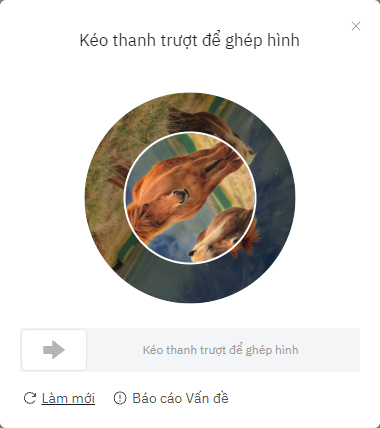 Kéo thanh trượt để ghép hình
Kéo thanh trượt để ghép hình
Làm mới
Báo cáo Vấn đề